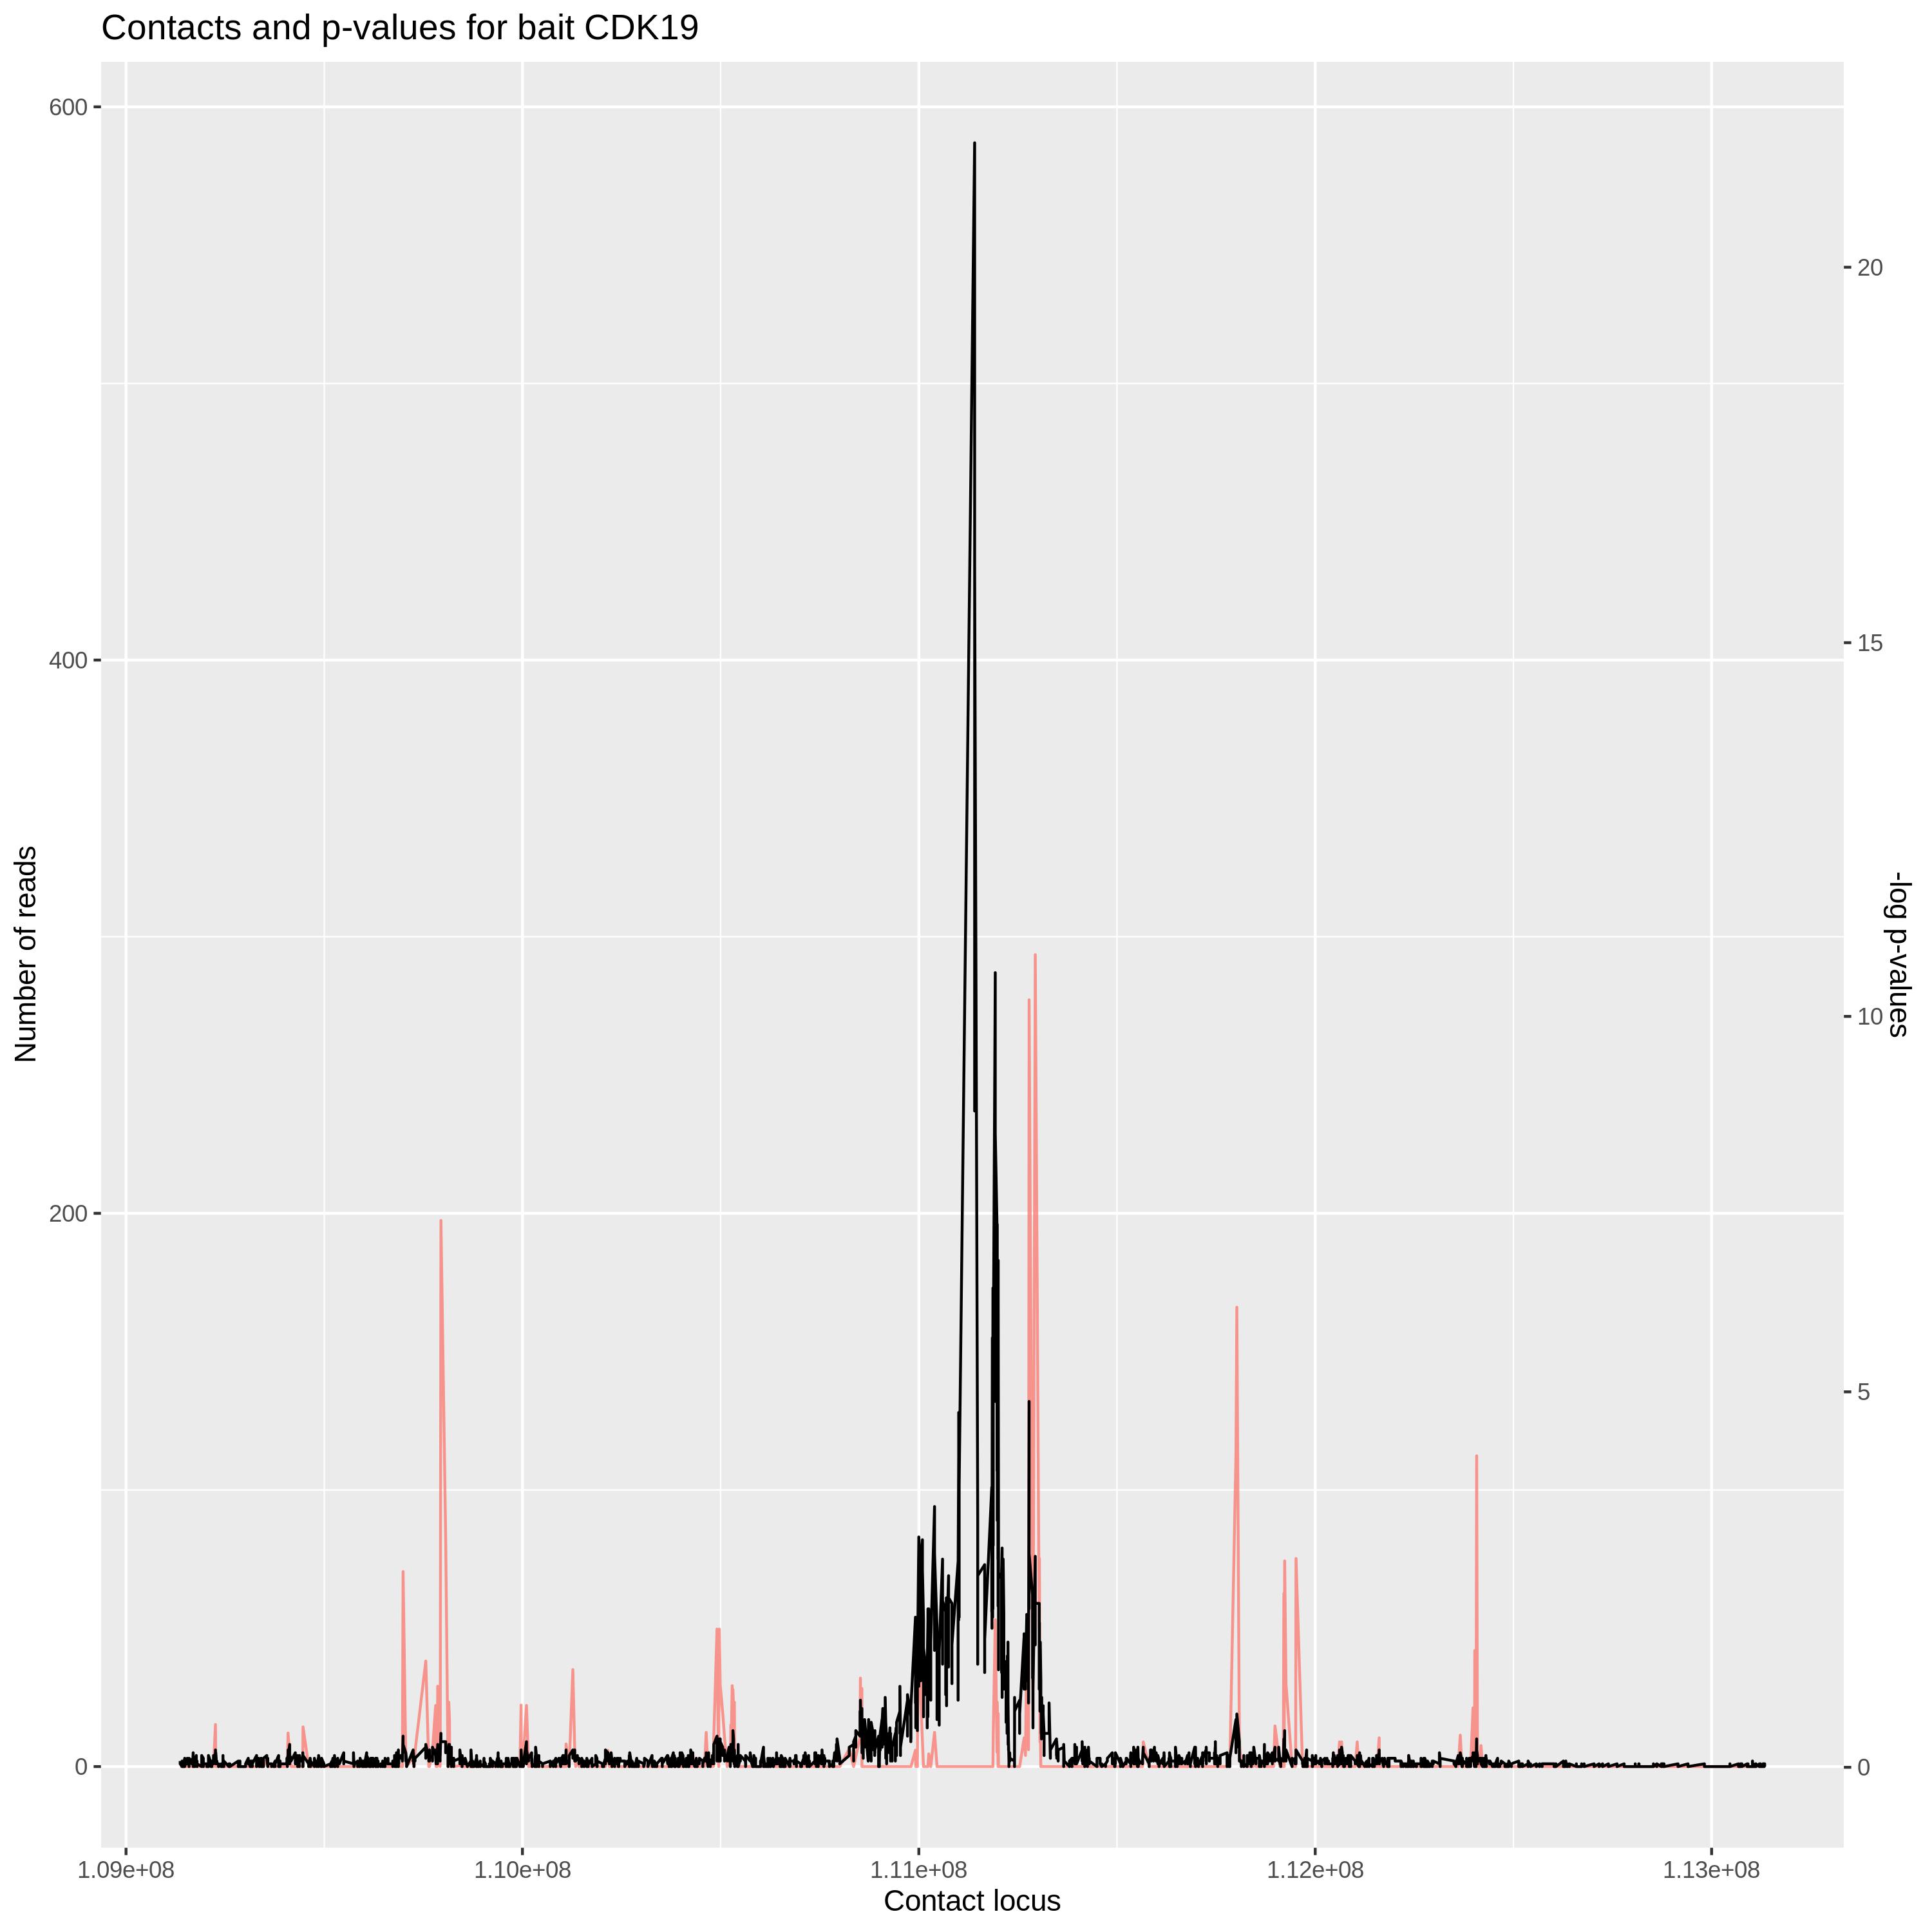 Contacts and p-values for bait CDK19
600
400
200
0
Number of reads
20
15
10
5
0
-log p-values
1.09e+08
1.10e+08
1.11e+08
1.12e+08
1.13e+08
Contact locus